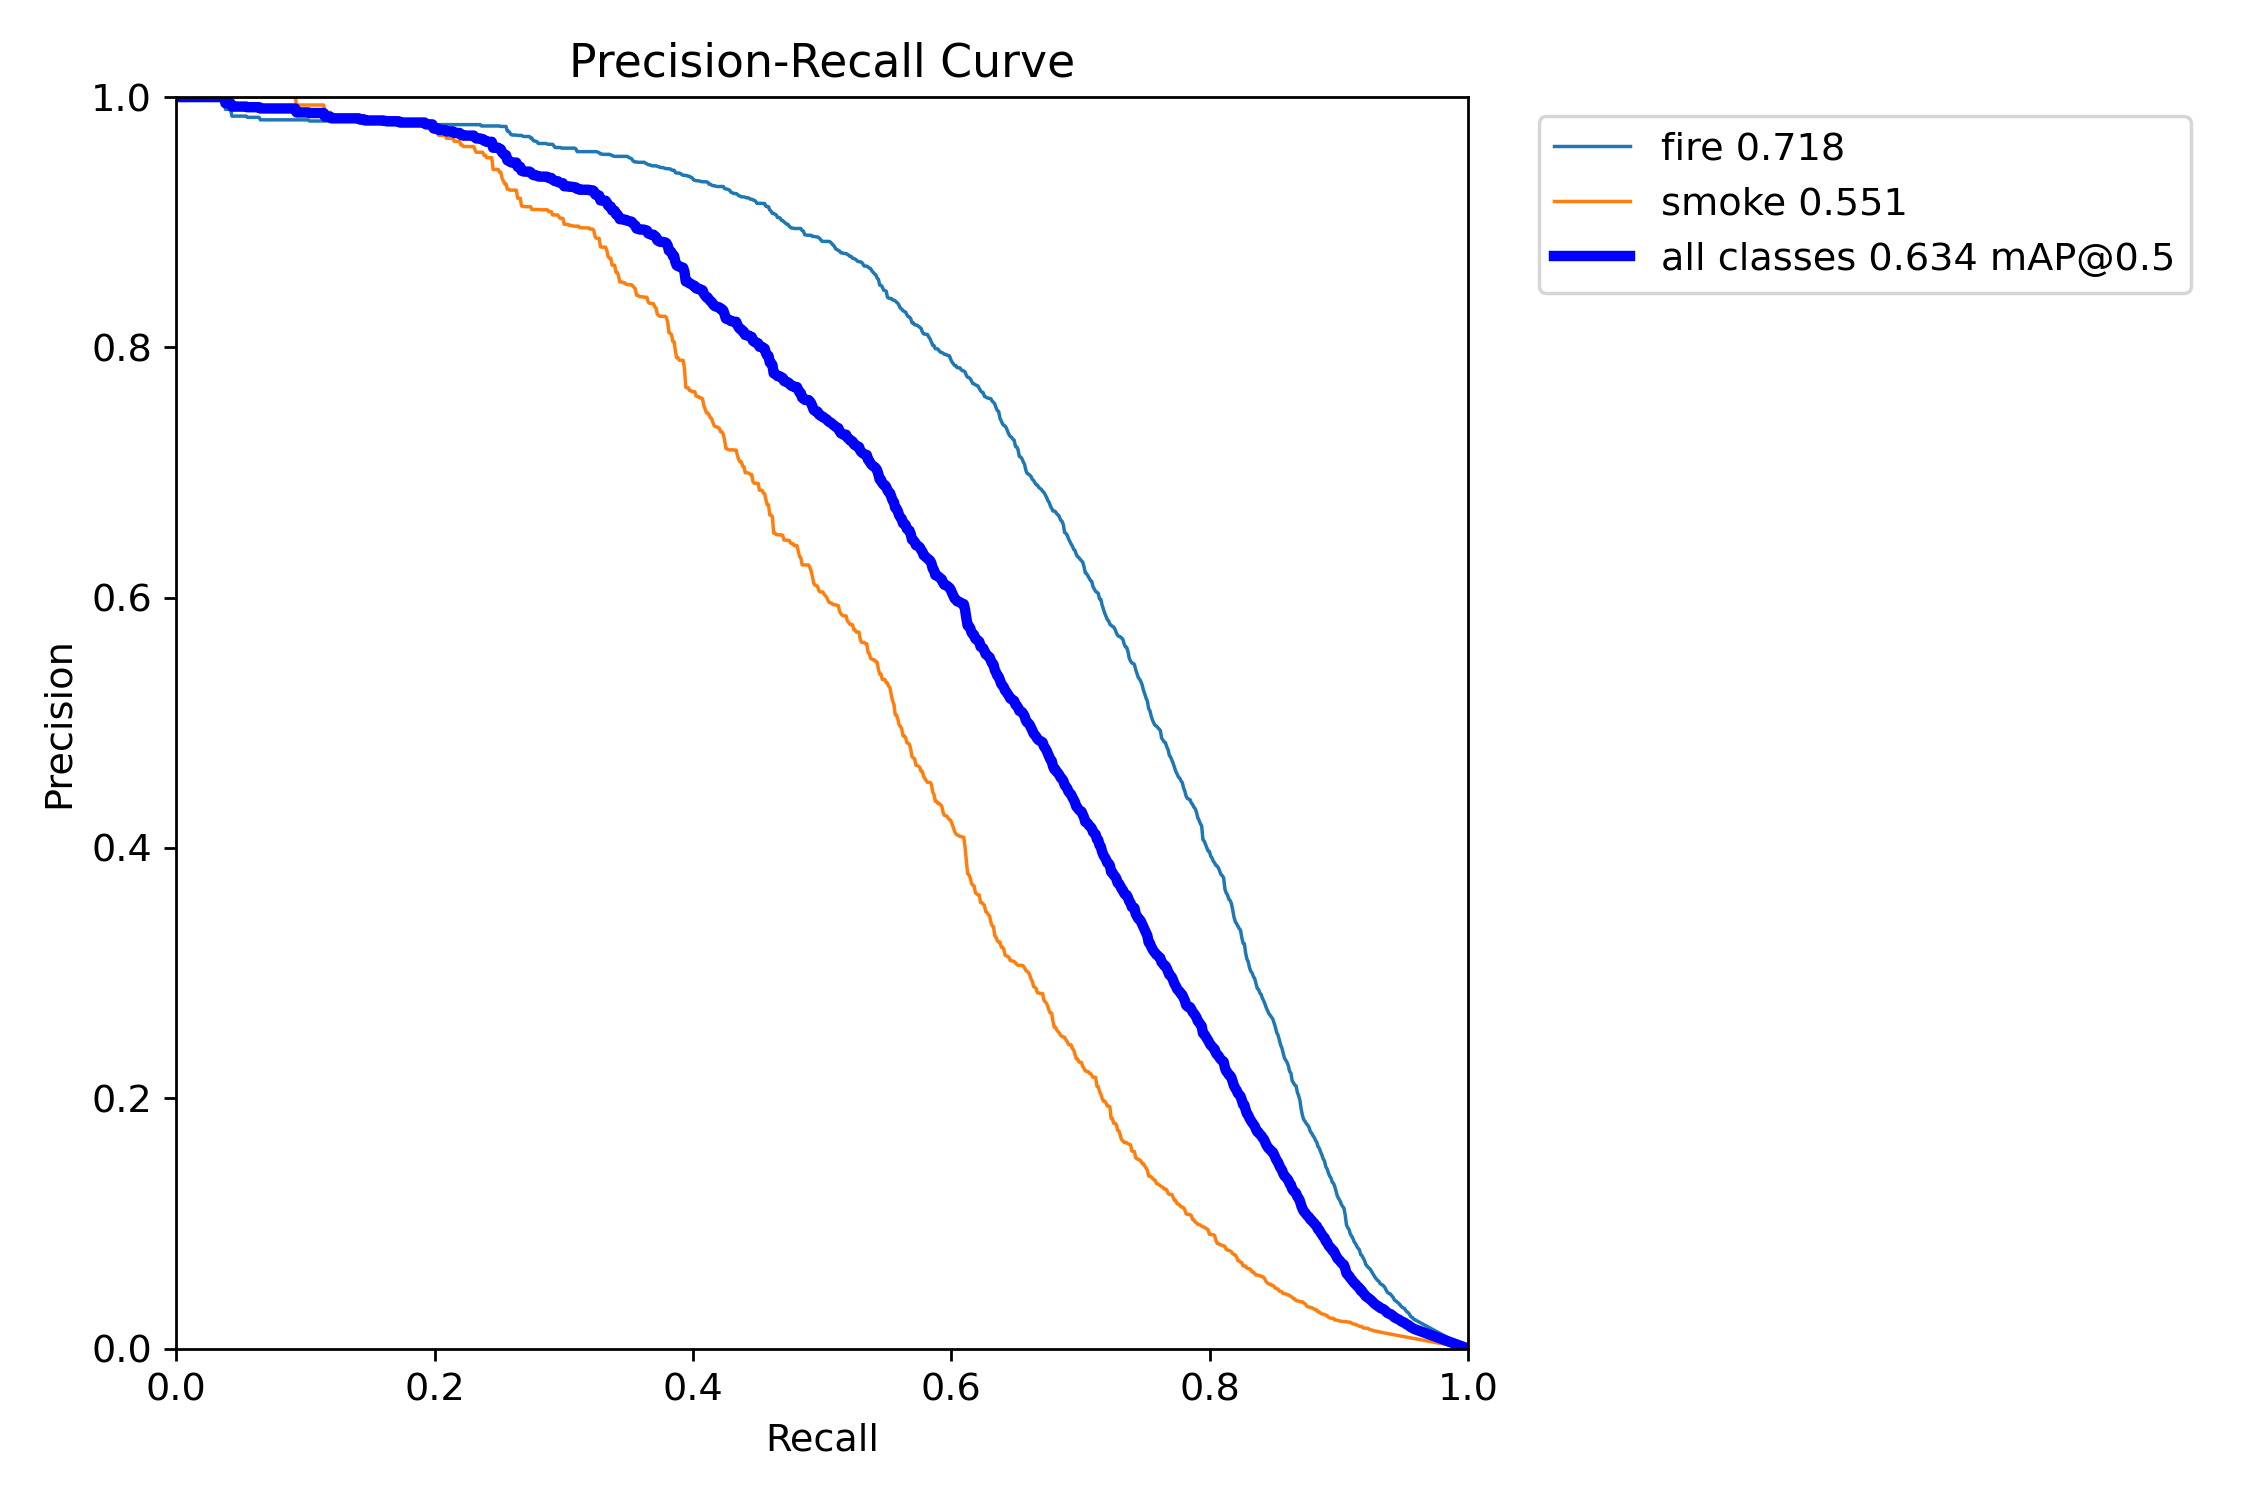 Precision-Recall Curve
1.0
0.8
0.6
0.4
0.2
0.0
Precision
0.0 0.2 0.4 0.6 0.8 1.0
Recall
fire 0.718
smoke 0.551
all classes 0.634 mAP@0.5